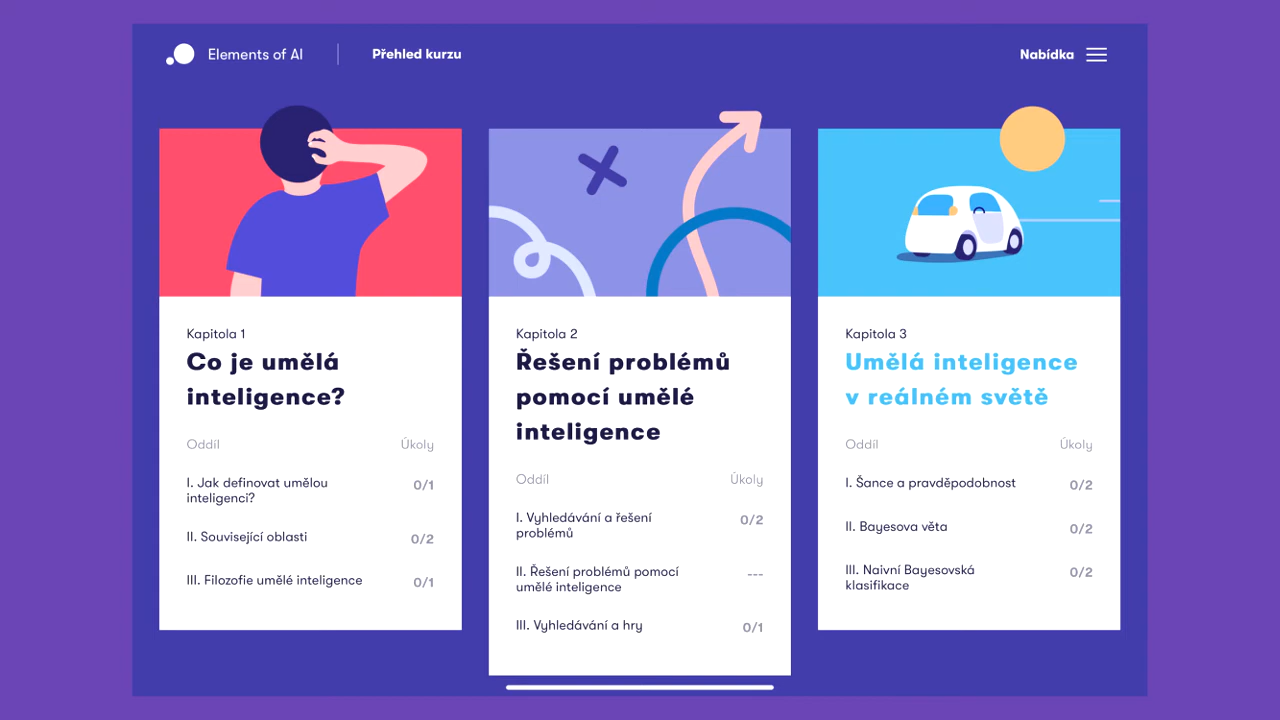 Elements of AI
Přehled kurzu
Nabídka
Kapitola 1
Co je umělá
inteligence?
Oddíl
Úkoly
I. Jak definovat umělou
inteligenci?
0/1
II. Související oblasti
0/2
III. Filozofie umělé inteligence
0/1
Kapitola 2
Řešení problémů
pomocí umělé
inteligence
Oddíl
Úkoly
I. Vyhledávání a řešení
problémů
0/2
II. Řešení problémů pomocí
umělé inteligence
---
III. Vyhledávání a hry
0/1
Kapitola 3
Umělá inteligence
v reálném světě
Oddíl
Úkoly
I. Šance a pravděpodobnost
0/2
II. Bayesova věta
0/2
III. Naivní Bayesovská
klasifikace
0/2